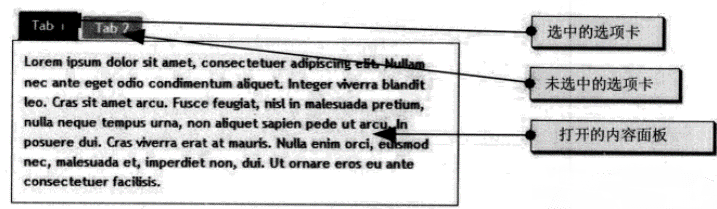 Tab 1
Tab 2
选中的选项卡
未选中的选项卡
打开的内容面板
Lorem ipsum dolor sit amet, consectetuer adipiscing elit. Nullam
nec ante eget odio condimentum aliquet. Integer viverra blandit
leo. Cras sit amet arcu. Fusce feugiat, nisl in malesuada pretium,
nulla neque tempus urna, non aliquet sapien pede ut arcu. In
posuere dui. Cras viverra erat at mauris. Nulla enim orci, euismod
nec, malesuada et, imperdiet non, dui. Ut ornare eros eu ante
consectetuer facilisis.